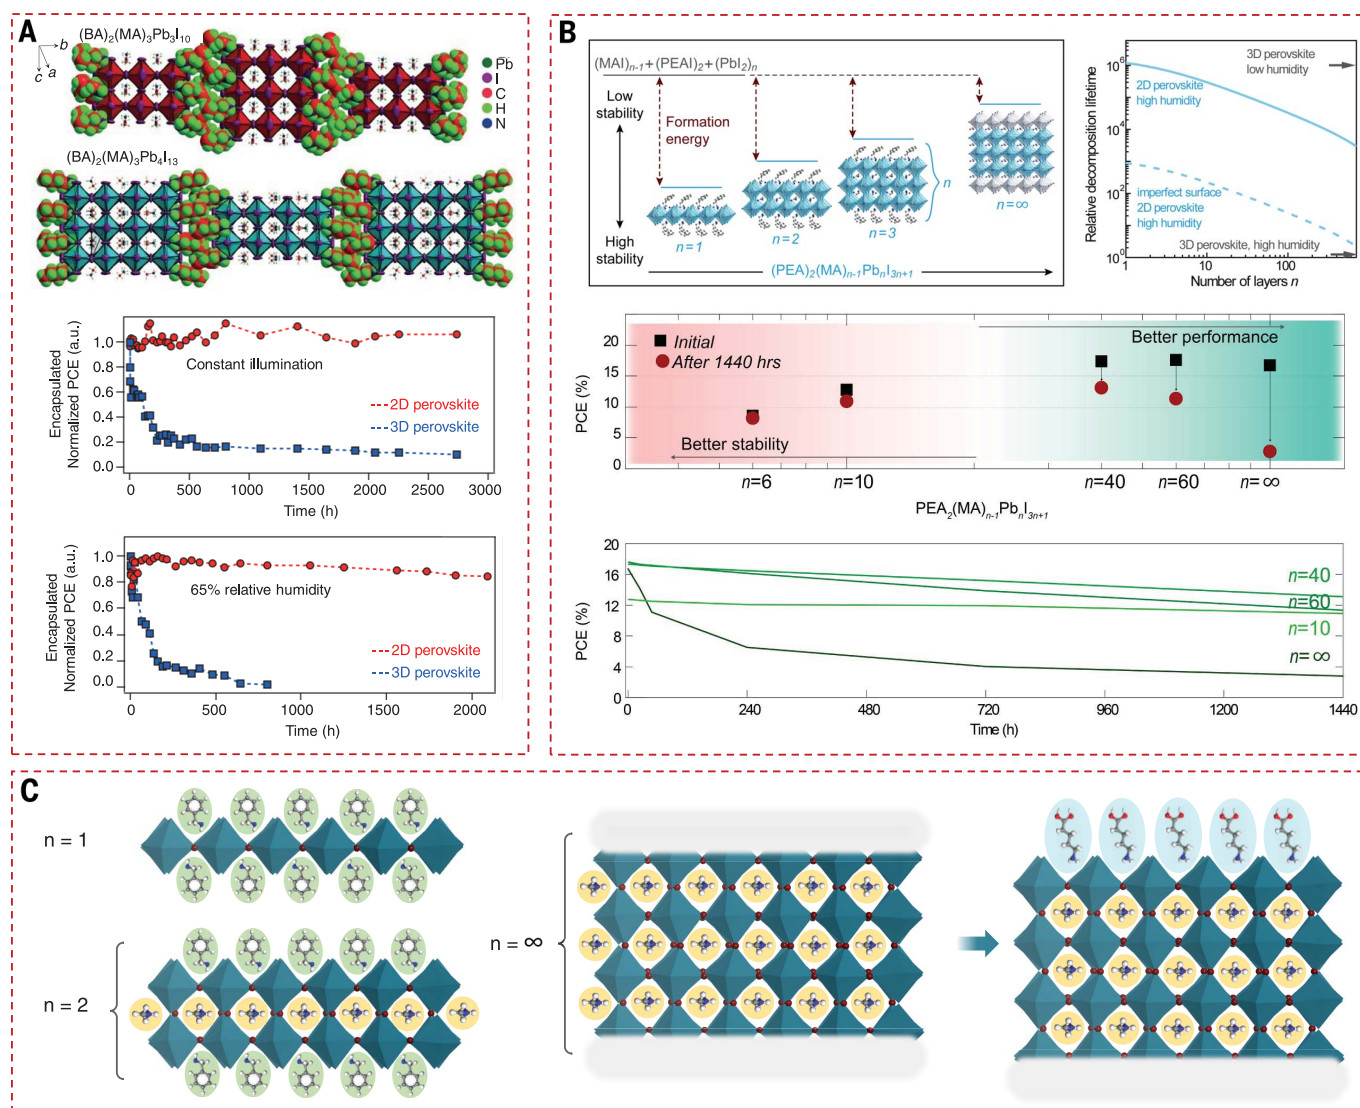 A
(BA)2(MA)3Pb3I10
b
a
c
Pb
I
C
H
N
(BA)2(MA)3Pb4I13
Encapsulated
Normalized PCE (a.u.)
1.0
0.8
0.6
0.4
0.2
0.0
Constant illumination
2D perovskite
3D perovskite
0 500 1000 1500 2000 2500 3000
Time (h)
Encapsulated
Normalized PCE (a.u.)
1.0
0.8
0.6
0.4
0.2
0.0
65% relative humidity
2D perovskite
3D perovskite
0 500 1000 1500 2000
Time (h)
B
(MAI)n-1+(PEAI)2+(PbI2)n
Low
stability
Formation
energy
High
stability
n=1
n=2
n=3
n
n=∞
(PEA)2(MA)n-1PbnI3n+1
Relative decomposition lifetime
10^6
10^4
10^2
10^0
3D perovskite
low humidity
2D perovskite
high humidity
imperfect surface
2D perovskite
high humidity
3D perovskite, high humidity
1 10 100
Number of layers n
PCE (%)
20
15
10
5
0
Initial
After 1440 hrs
Better performance
Better stability
n=6 n=10 n=40 n=60 n=∞
PEA2(MA)n-1PbnI3n+1
PCE (%)
20
16
12
8
4
0
n=40
n=60
n=10
n=∞
0 240 480 720 960 1200 1440
Time (h)
C
n = 1
n = 2
n = ∞